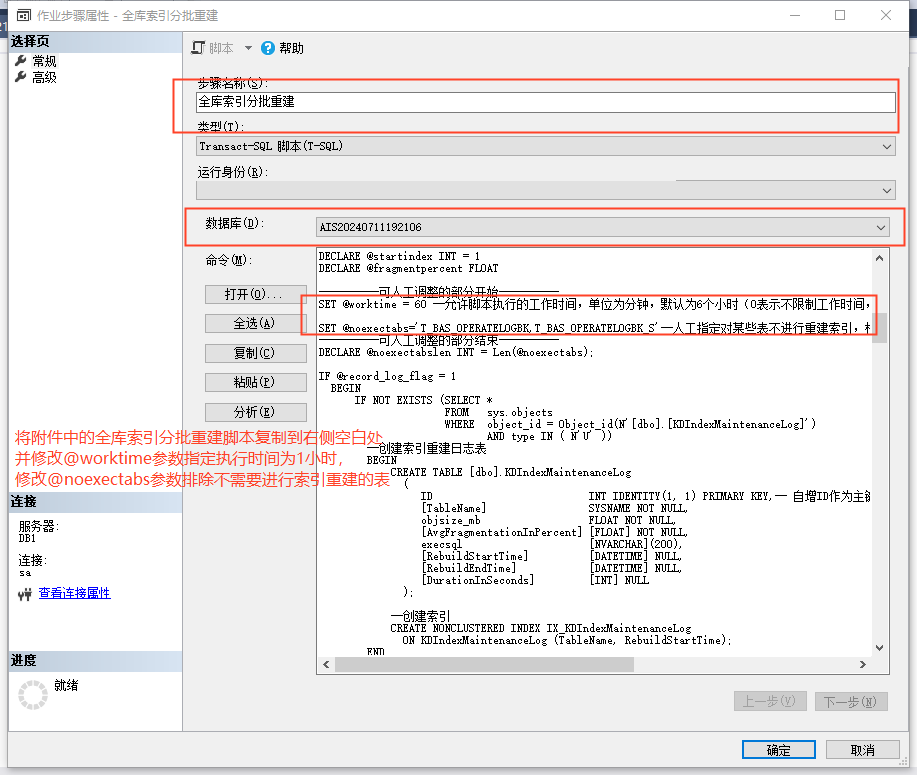 作业步骤属性 - 全库索引分批重建
选择页
常规
高级
脚本
帮助
步骤名称(S):
全库索引分批重建
类型(T):
Transact-SQL 脚本(T-SQL)
运行身份(R):
数据库(D):
AIS20240711192106
命令(M):
打开(O)...
全选(A)
复制(C)
粘贴(P)
分析(E)
DECLARE @startindex INT = 1
DECLARE @fragmentpercent FLOAT
可人工调整的部分开始
SET @worktime = 60 --允许脚本执行的工作时间，单位为分钟，默认为6个小时（0表示不限制工作时间，
SET @noexectabs='T_BAS_OPERATELOGBK,T_BAS_OPERATELOGBK_S'--人工指定对某些表不进行重建索引，
可人工调整的部分结束
DECLARE @noexectabslen INT = Len(@noexectabs);
IF @record_log_flag = 1
BEGIN
IF NOT EXISTS (SELECT *
FROM sys.objects
WHERE object_id = Object_id(N'[dbo].[KDIndexMaintenanceLog]')
AND type IN ( N'U' ))
--创建索引重建日志表
BEGIN
CREATE TABLE [dbo].KDIndexMaintenanceLog
(
ID INT IDENTITY(1, 1) PRIMARY KEY,-- 自增ID作为主键
[TableName] SYSNAME NOT NULL,
objsize_mb FLOAT NOT NULL,
[AvgFragmentationInPercent] [FLOAT] NOT NULL,
execsql [NVARCHAR](200),
[RebuildStartTime] [DATETIME] NULL,
[RebuildEndTime] [DATETIME] NULL,
[DurationInSeconds] [INT] NULL
);
--创建索引
CREATE NONCLUSTERED INDEX IX_KDIndexMaintenanceLog
ON KDIndexMaintenanceLog (TableName, RebuildStartTime);
END
将附件中的全库索引分批重建脚本复制到右侧空白处
并修改@worktime参数指定执行时间为1小时，
修改@noexectabs参数排除不需要进行索引重建的表
连接
服务器:
DB1
连接:
sa
查看连接属性
进度
就绪
上一步(V)
下一步(N)
确定
取消